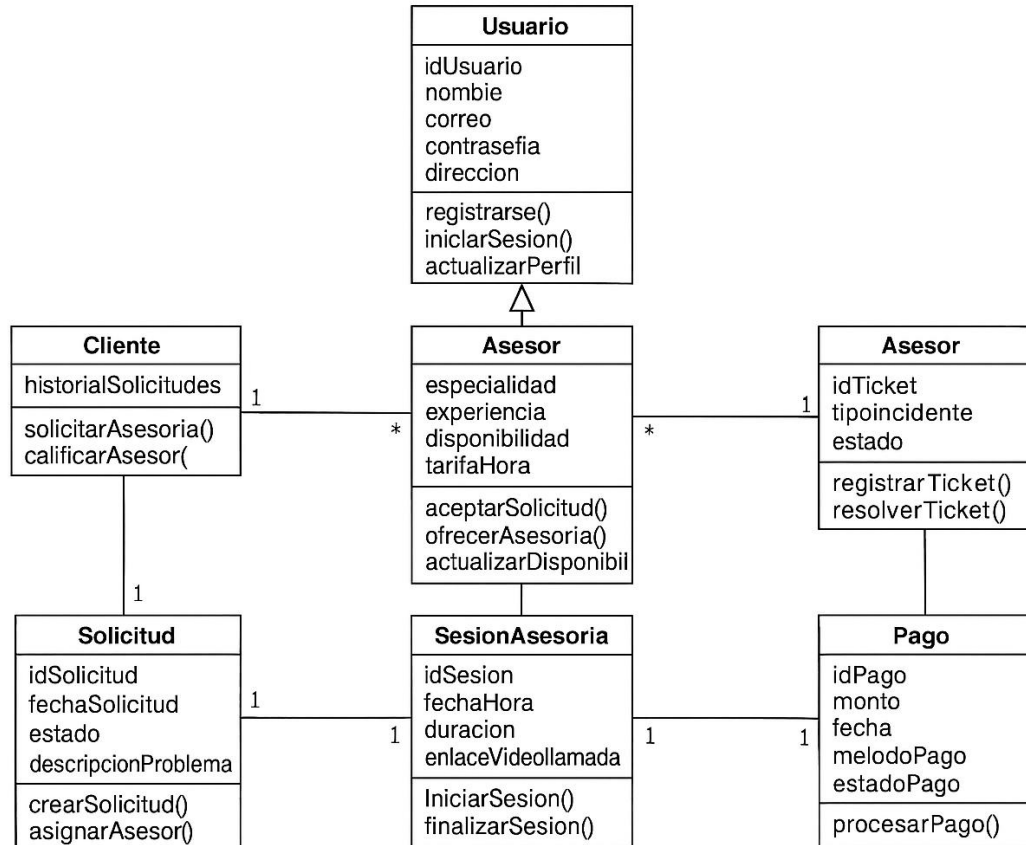 Usuario
idUsuario
nombie
correo
contrasefia
direccion
registrarse()
iniclarSesion()
actualizarPerfil
Cliente
historialSolicitudes
solicitarAsesoria()
calificarAsesor(
1
*
Asesor
especialidad
experiencia
disponibilidad
tarifaHora
aceptarSolicitud()
ofrecerAsesoria()
actualizarDisponibil
*
1
Asesor
idTicket
tipoincidente
estado
registrarTicket()
resolverTicket()
1
Solicitud
idSolicitud
fechaSolicitud
estado
descripcionProblema
crearSolicitud()
asignarAsesor()
1
1
SesionAsesoria
idSesion
fechaHora
duracion
enlaceVideollamada
IniciarSesion()
finalizarSesion()
1
1
Pago
idPago
monto
fecha
melodoPago
estadoPago
procesarPago()